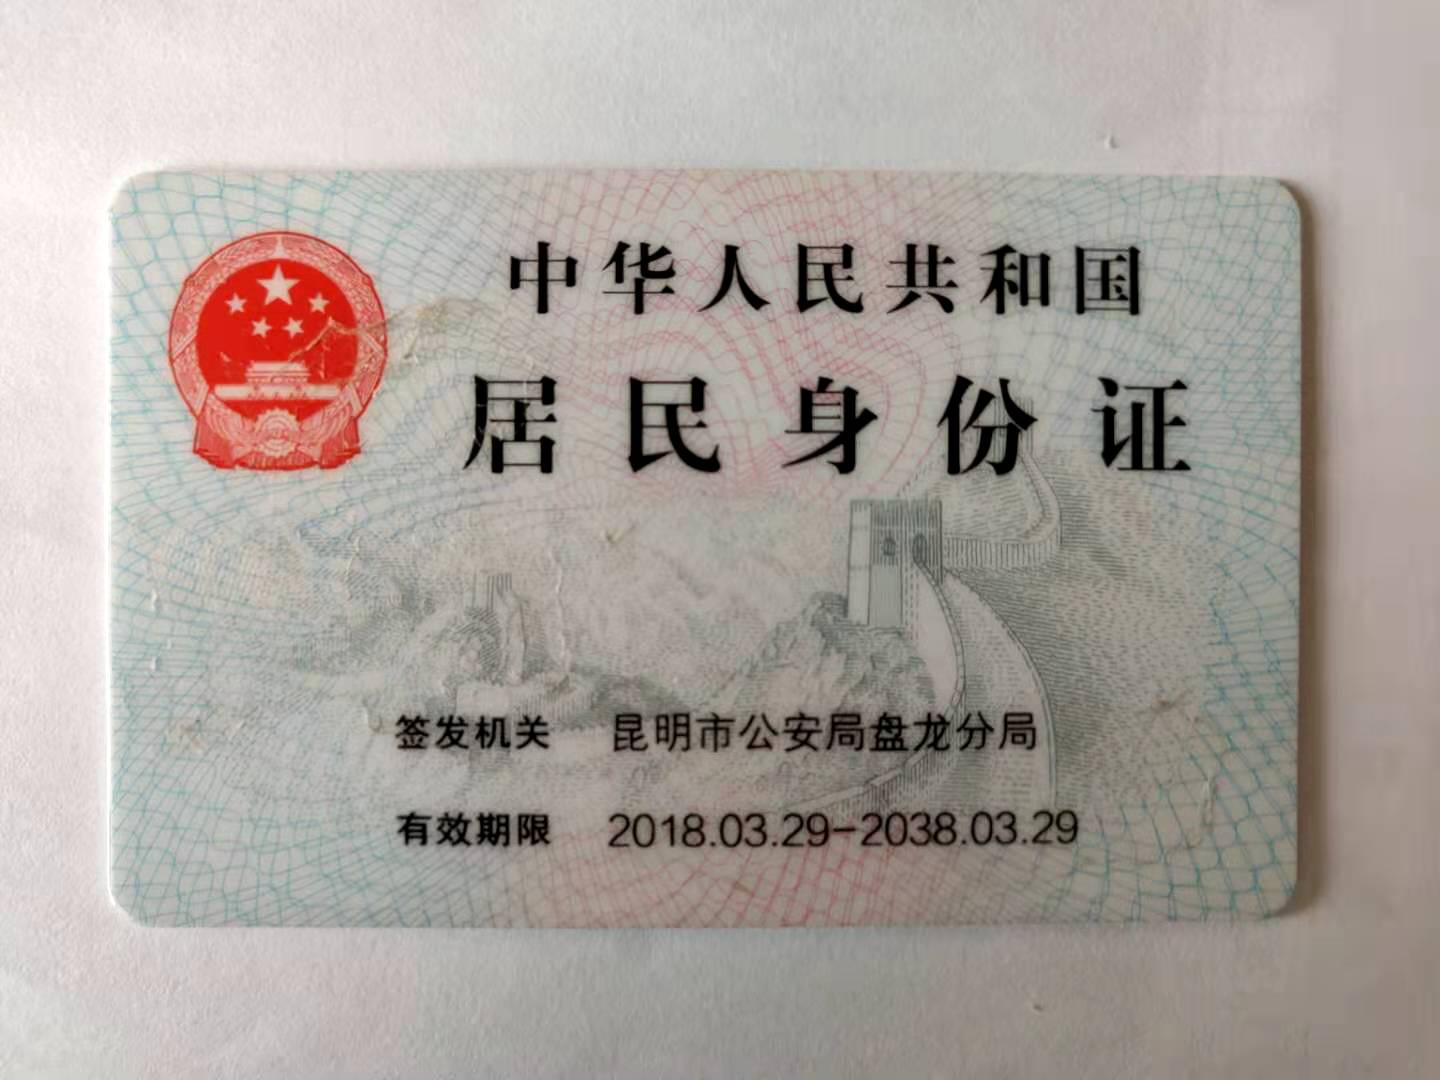 中华人民共和国
居民身份证
签发机关 昆明市公安局盘龙分局
有效期限 2018.03.29-2038.03.29